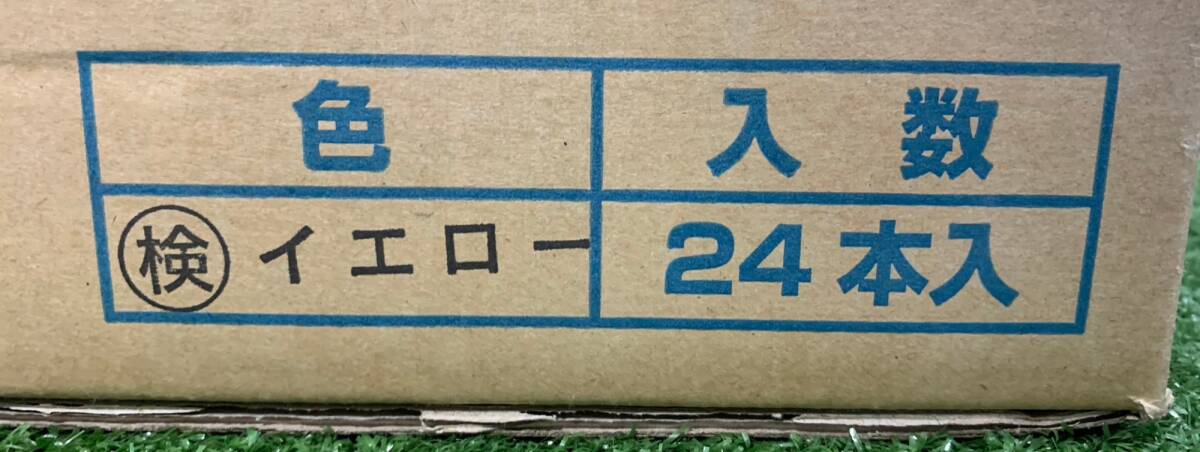 色 入数
検 イエロー 24本入